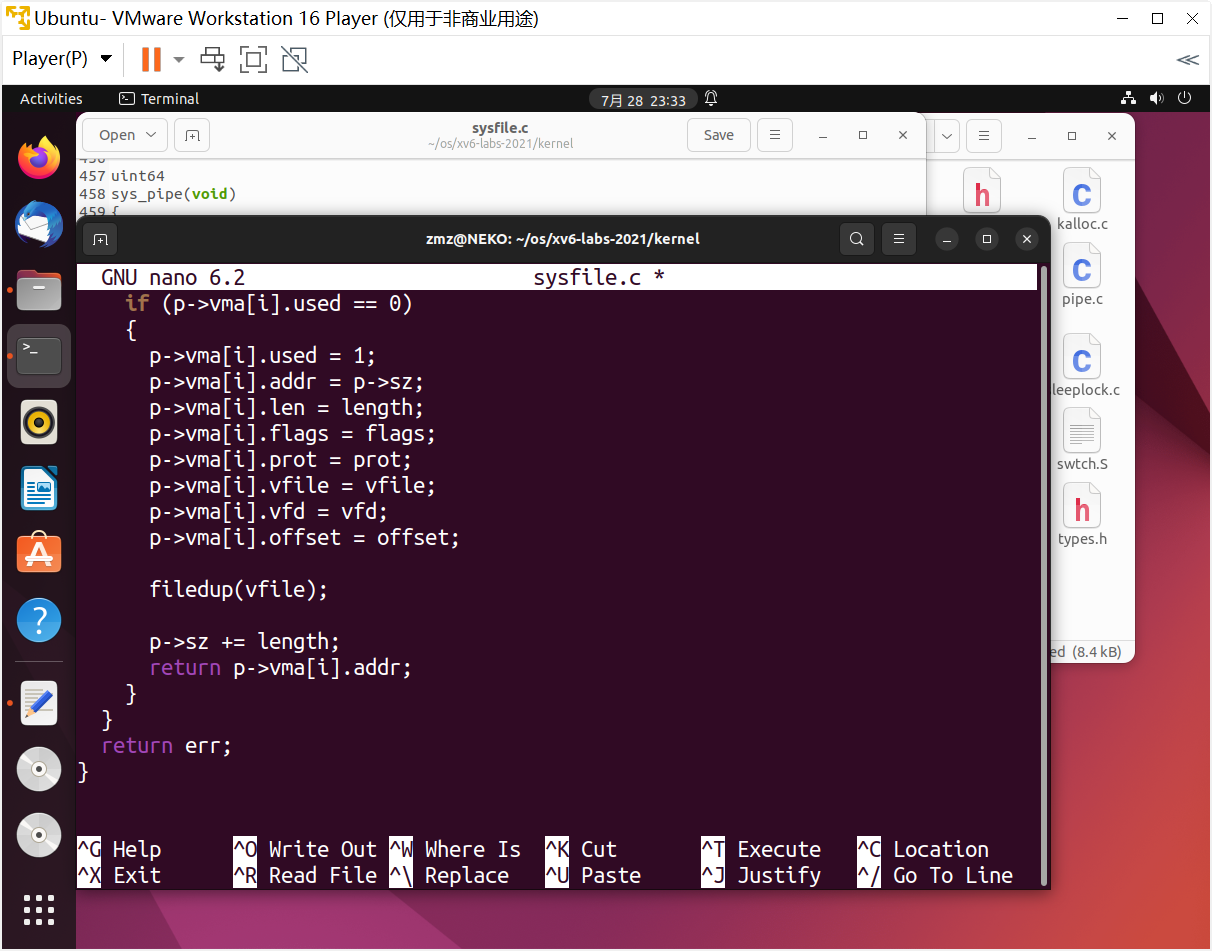 Ubuntu- VMware Workstation 16 Player (仅用于非商业用途)
Player(P)
Activities
Terminal
7月 28 23:33
Open
sysfile.c
~/os/xv6-labs-2021/kernel
Save
457 uint64
458 sys_pipe(void)
459 {
zmz@NEKO: ~/os/xv6-labs-2021/kernel
GNU nano 6.2 sysfile.c *
if (p->vma[i].used == 0)
{
p->vma[i].used = 1;
p->vma[i].addr = p->sz;
p->vma[i].len = length;
p->vma[i].flags = flags;
p->vma[i].prot = prot;
p->vma[i].vfile = vfile;
p->vma[i].vfd = vfd;
p->vma[i].offset = offset;
filedup(vfile);
p->sz += length;
return p->vma[i].addr;
}
}
return err;
}
^G Help ^O Write Out ^W Where Is ^K Cut ^T Execute ^C Location
^X Exit ^R Read File ^\ Replace ^U Paste ^J Justify ^/ Go To Line
h
c
kalloc.c
c
pipe.c
c
leeplock.c
swtch.S
h
types.h
ed (8.4 kB)